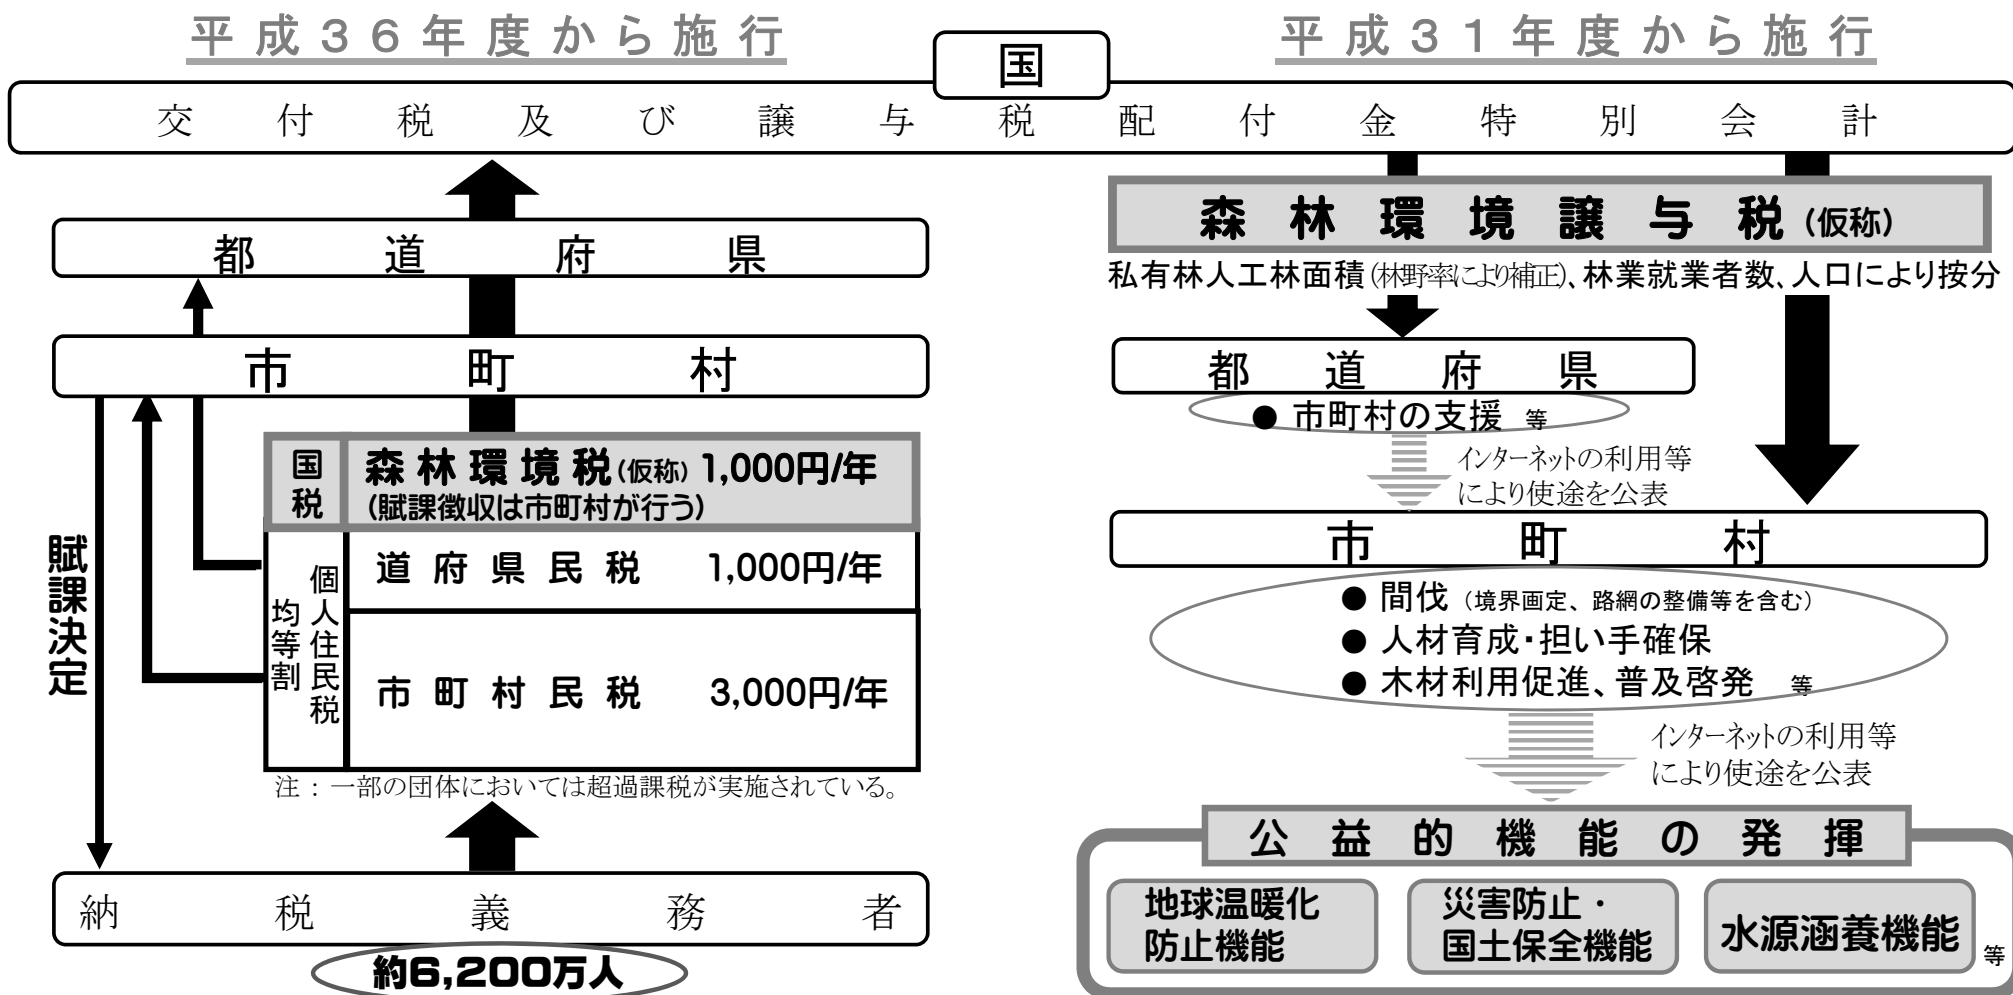 平成36年度から施行
平成31年度から施行
国
交付税及び譲与税配付金特別会計
都道府県
市町村
国税
森林環境税(仮称) 1,000円/年
(賦課徴収は市町村が行う)
個人住民税
均等割
道府県民税 1,000円/年
市町村民税 3,000円/年
注：一部の団体においては超過課税が実施されている。
賦課決定
納税義務者
約6,200万人
森林環境譲与税(仮称)
私有林人工林面積(林野率により補正)、林業就業者数、人口により按分
都道府県
● 市町村の支援 等
インターネットの利用等
により使途を公表
市町村
● 間伐 (境界画定、路網の整備等を含む)
● 人材育成・担い手確保
● 木材利用促進、普及啓発 等
インターネットの利用等
により使途を公表
公益的機能の発揮
地球温暖化
防止機能
災害防止・
国土保全機能
水源涵養機能
等